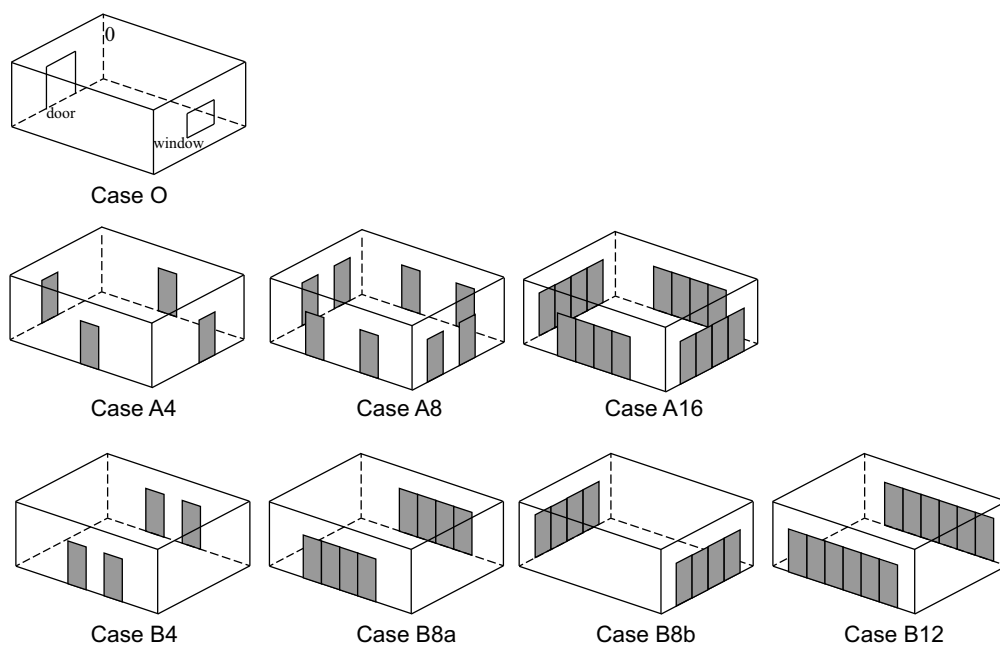 0
door
window
Case O
Case A4
Case A8
Case A16
Case B4
Case B8a
Case B8b
Case B12